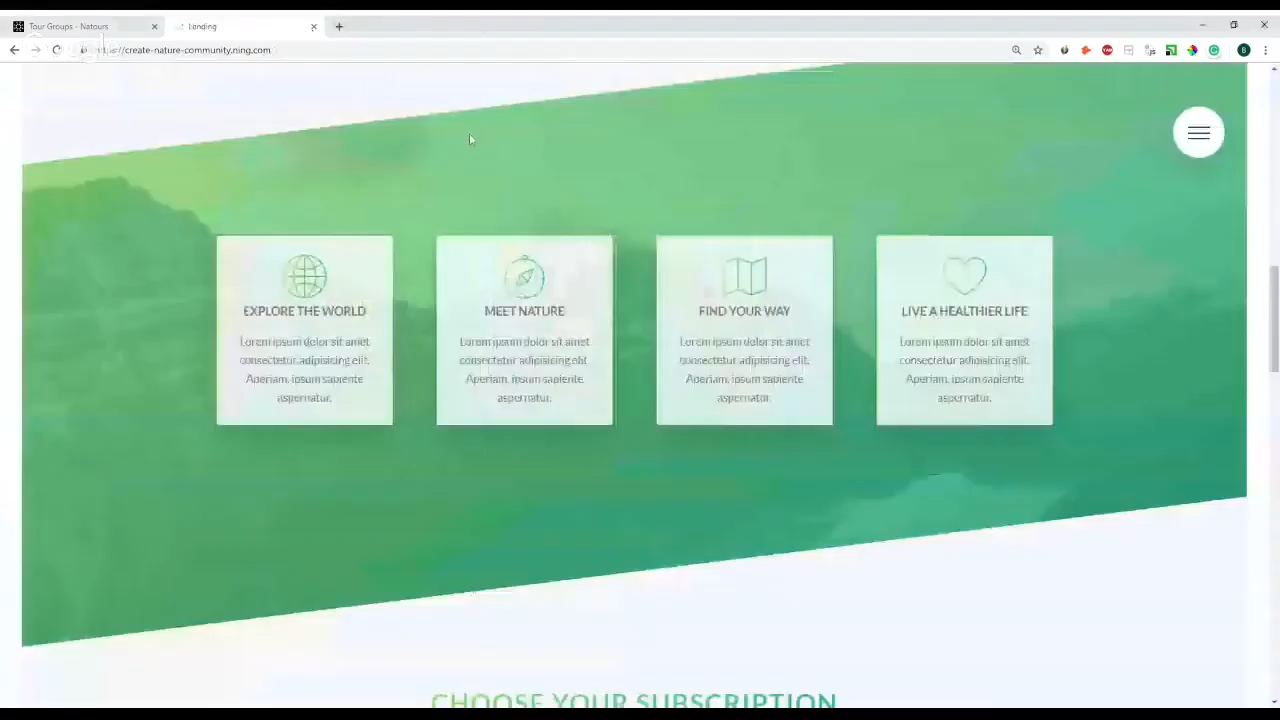 Tour Groups - Natours
Landing
create-nature-community.ning.com
EXPLORE THE WORLD
Lorem ipsum dolor sit amet
consectetur adipisicing elit.
Aperiam, ipsum sapiente
aspernatur.
MEET NATURE
Lorem ipsum dolor sit amet
consectetur adipisicing elit.
Aperiam, ipsum sapiente
aspernatur.
FIND YOUR WAY
Lorem ipsum dolor sit amet
consectetur adipisicing elit.
Aperiam, ipsum sapiente
aspernatur.
LIVE A HEALTHIER LIFE
Lorem ipsum dolor sit amet
consectetur adipisicing elit.
Aperiam, ipsum sapiente
aspernatur.
CHOOSE YOUR SUBSCRIPTION